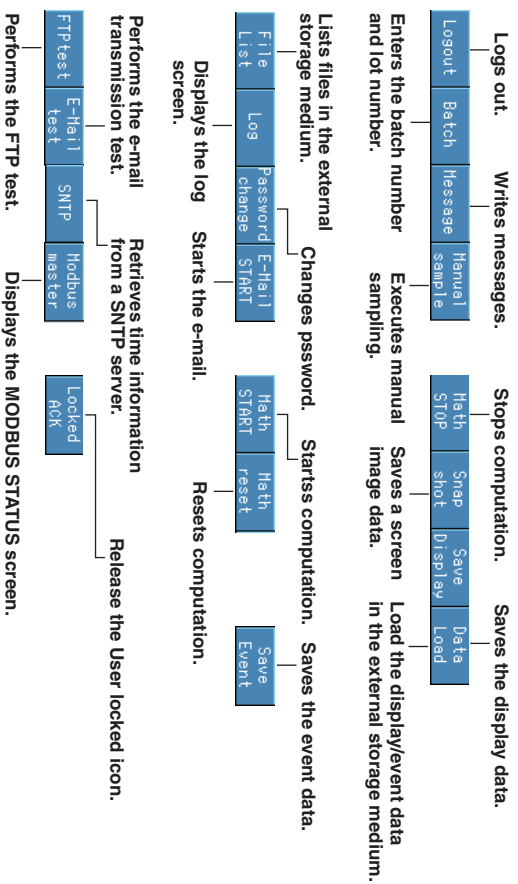 Logs out.
Writes messages.
Stops computation.
Saves the display data.
Logout
Batch
Message
Manual
sample
Math
STOP
Snap
shot
Save
Display
Data
Load
Enters the batch number
and lot number.
Executes manual
sampling.
Saves a screen
image data.
Load the display/event data
in the external storage medium.
Lists files in the external
storage medium.
Changes pssword.
Startss computation.
Saves the event data.
File
List
Log
Password
change
E-Mail
START
Math
START
Math
reset
Save
Event
Displays the log
screen.
Starts the e-mail.
Resets computation.
Performs the e-mail
transmission test.
Retrieves time information
from a SNTP server.
Release the User locked icon.
FTPtest
E-Mail
test
SNTP
Modbus
master
Locked
ACK
Performs the FTP test.
Displays the MODBUS STATUS screen.